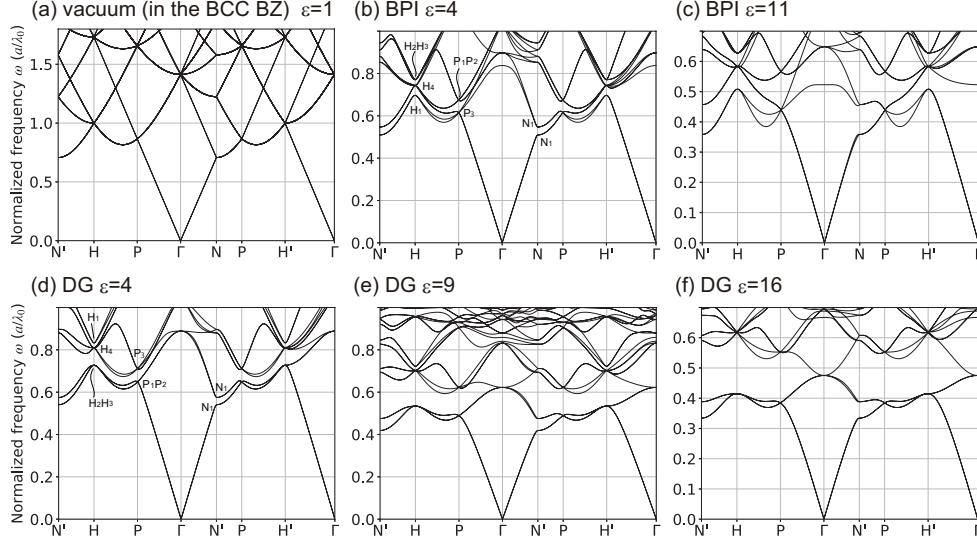 (a) vacuum (in the BCC BZ) ε=1
(b) BPI ε=4
(c) BPI ε=11
Normalized frequency ω (a/λ₀)
1.5
1.0
0.5
0.0
N' H P Γ N P H' Γ
0.8
0.6
0.4
0.2
0.0
H₂H₃
H₄
H₁
P₁P₂
P₃
N₁
N₁
N' H P Γ N P H' Γ
0.6
0.5
0.4
0.3
0.2
0.1
0.0
N' H P Γ N P H'
(d) DG ε=4
(e) DG ε=9
(f) DG ε=16
Normalized frequency ω (a/λ₀)
0.8
0.6
0.4
0.2
0.0
H₁
H₄
H₂H₃
P₃
P₁P₂
N₁
N₁
N' H P Γ N P H' Γ
0.8
0.6
0.4
0.2
0.0
N' H P Γ N P H' Γ
0.6
0.5
0.4
0.3
0.2
0.1
0.0
N' H P Γ N P H'